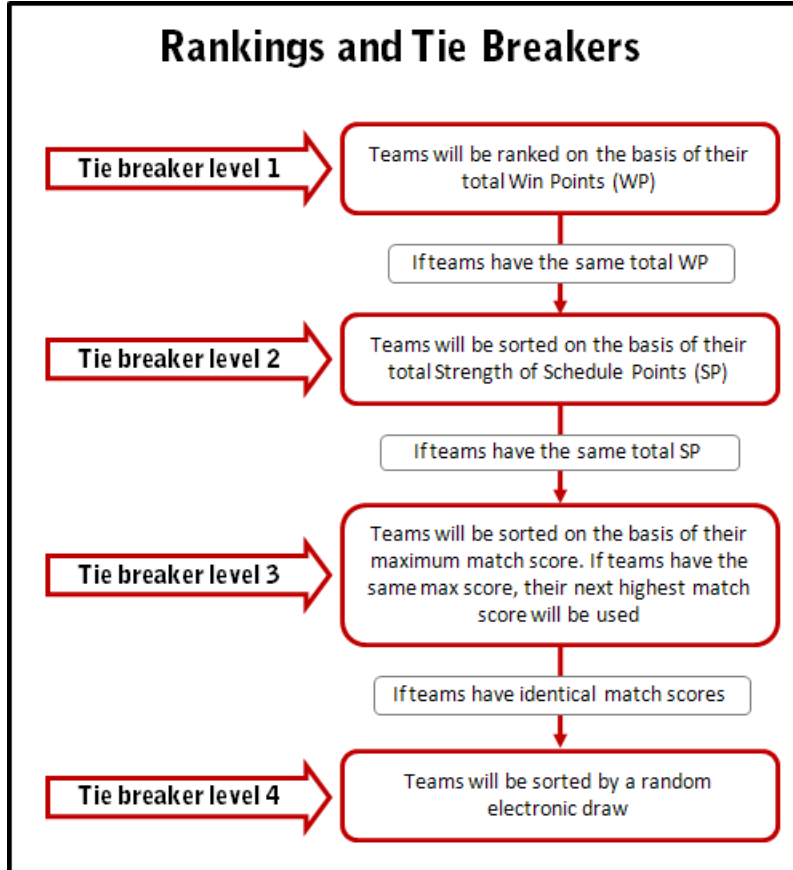 Rankings and Tie Breakers
Tie breaker level 1
Teams will be ranked on the basis of their
total Win Points (WP)
If teams have the same total WP
Tie breaker level 2
Teams will be sorted on the basis of their
total Strength of Schedule Points (SP)
If teams have the same total SP
Tie breaker level 3
Teams will be sorted on the basis of their
maximum match score. If teams have the
same max score, their next highest match
score will be used
If teams have identical match scores
Tie breaker level 4
Teams will be sorted by a random
electronic draw